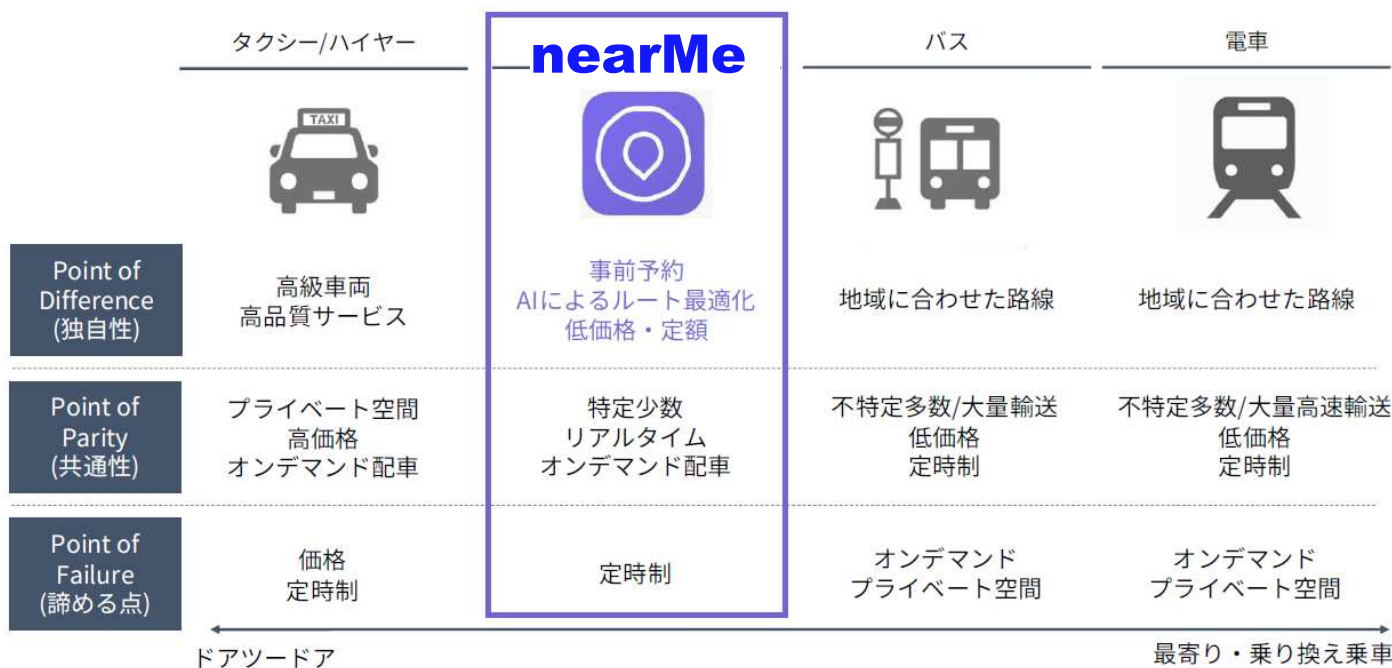 タクシー/ハイヤー
nearMe
バス
電車
TAXI
Point of
Difference
(独自性)
高級車両
高品質サービス
事前予約
AIによるルート最適化
低価格・定額
地域に合わせた路線
地域に合わせた路線
Point of
Parity
(共通性)
プライベート空間
高価格
オンデマンド配車
特定少数
リアルタイム
オンデマンド配車
不特定多数/大量輸送
低価格
定時制
不特定多数/大量高速輸送
低価格
定時制
Point of
Failure
(諦める点)
価格
定時制
定時制
オンデマンド
プライベート空間
オンデマンド
プライベート空間
ドアツードア
最寄り・乗り換え乗車